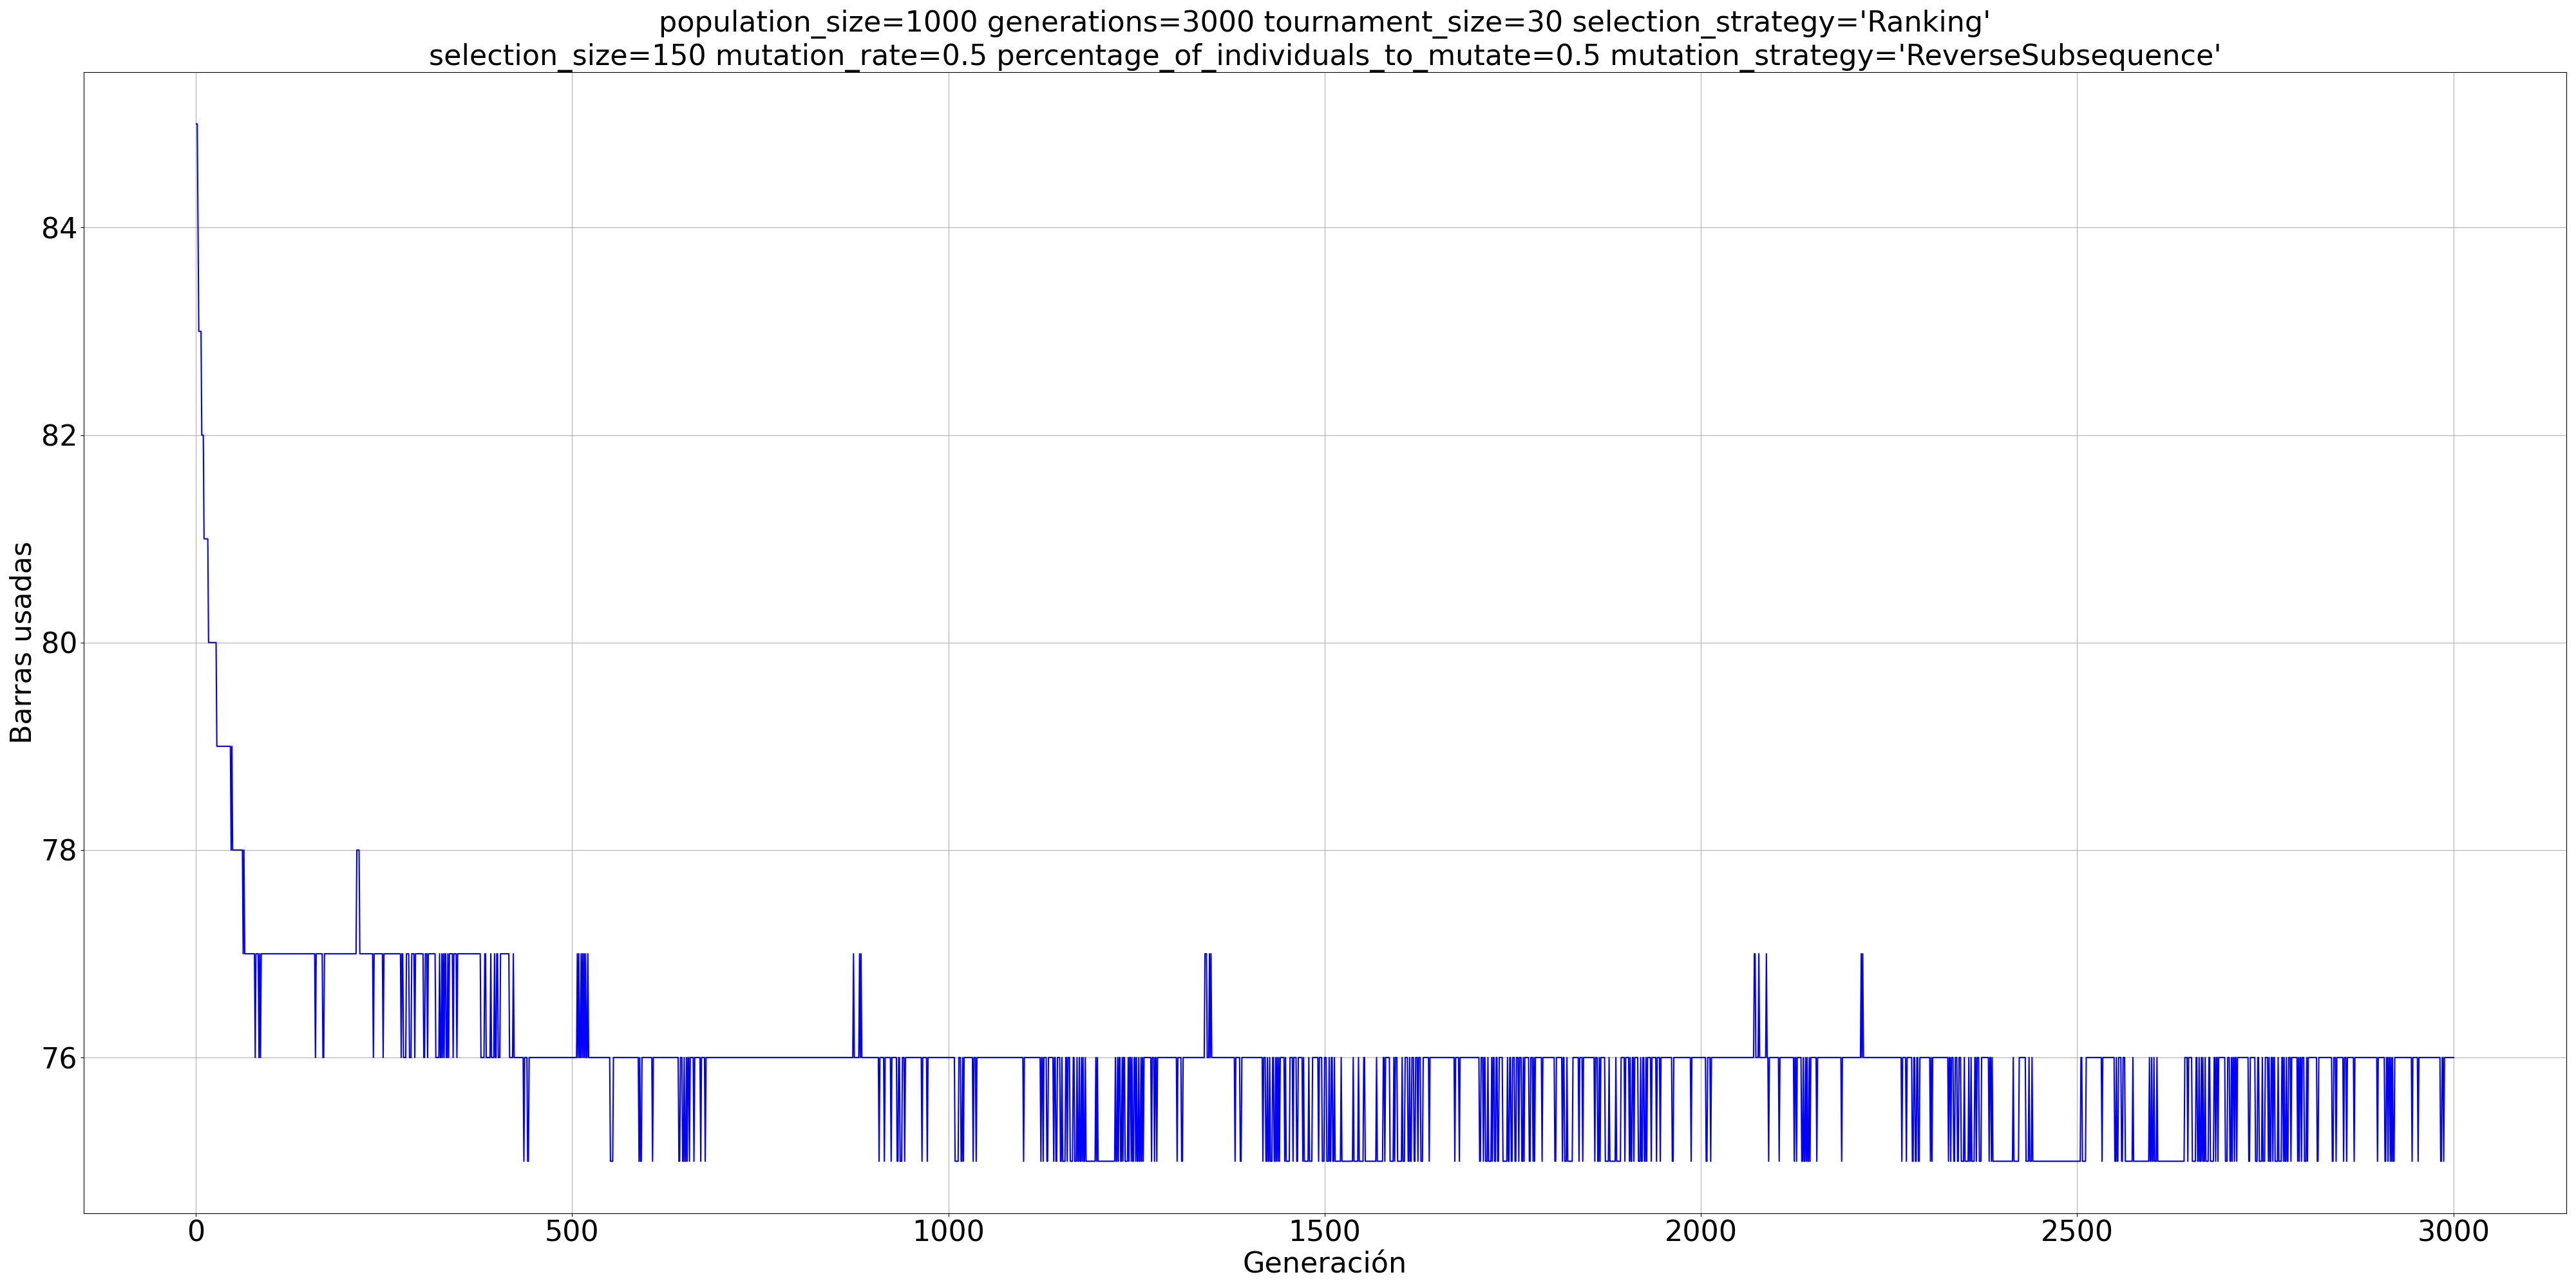 population_size=1000 generations=3000 tournament_size=30 selection_strategy='Ranking'
selection_size=150 mutation_rate=0.5 percentage_of_individuals_to_mutate=0.5 mutation_strategy='ReverseSubsequence'
84
82
80
78
76
Barras usadas
0 500 1000 1500 2000 2500 3000
Generación